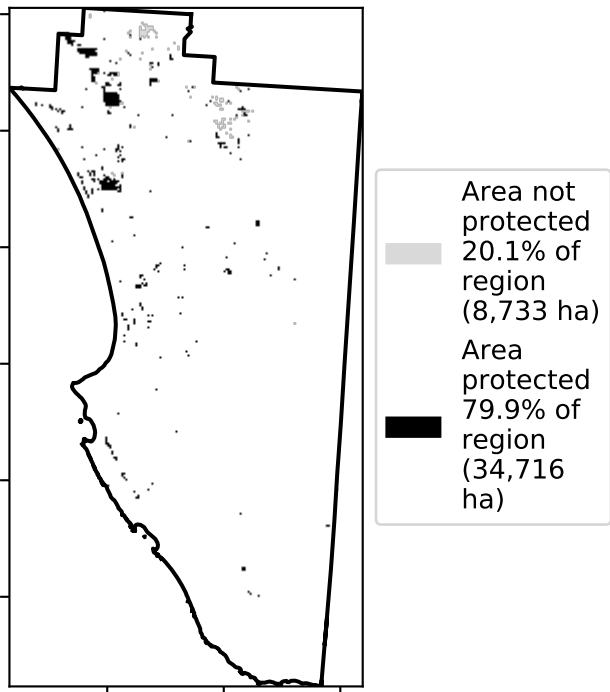 Area not
protected
20.1% of
region
(8,733 ha)
Area
protected
79.9% of
region
(34,716
ha)